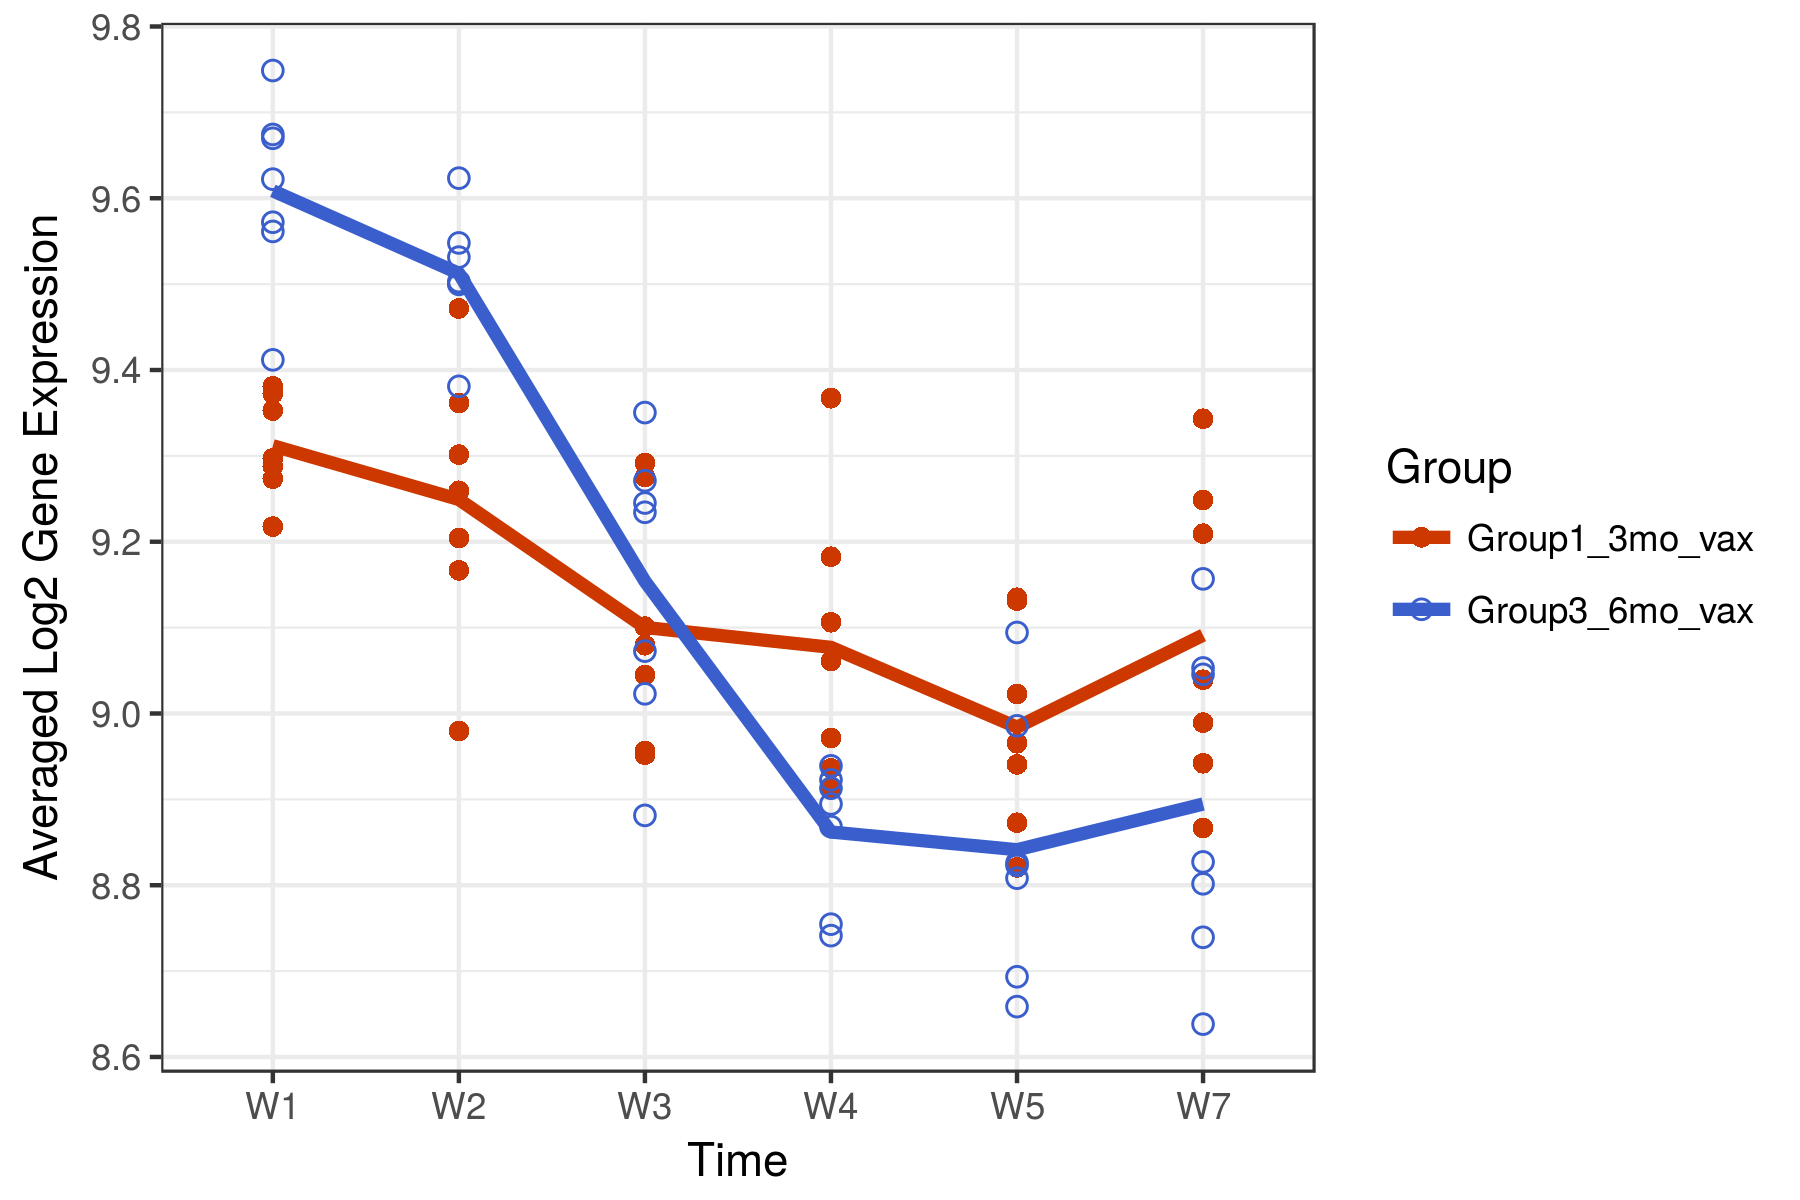 Averaged Log2 Gene Expression
9.8
9.6
9.4
9.2
9.0
8.8
8.6
W1 W2 W3 W4 W5 W7
Time
Group
Group1_3mo_vax
Group3_6mo_vax